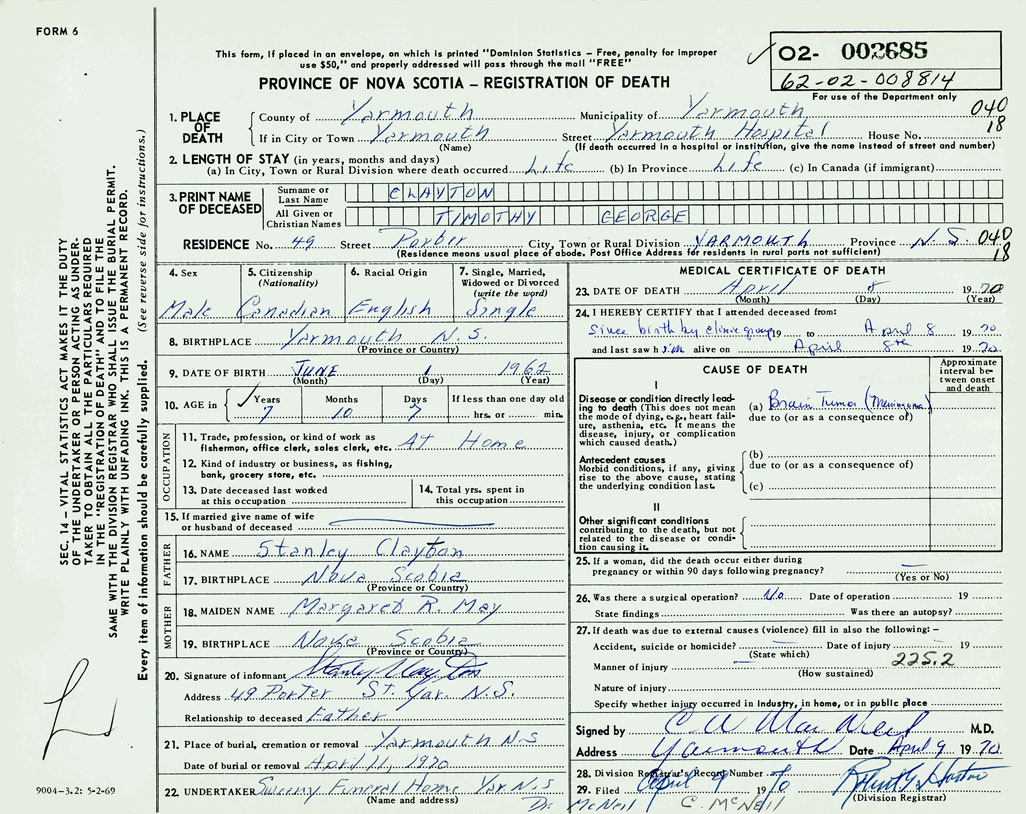 FORM 6
This form, if placed in an envelope, on which is printed "Dominion Statistics – Free, penalty for improper
use $50," and properly addressed will pass through the mail "FREE"
PROVINCE OF NOVA SCOTIA – REGISTRATION OF DEATH
02- 002685
62-02-008814
For use of the Department only
040
18
1. PLACE OF DEATH
County of Yarmouth Municipality of Yarmouth
If in City or Town Yarmouth Street Yarmouth Hospital House No.
(Name) (If death occurred in a hospital or institution, give the name instead of street and number)
2. LENGTH OF STAY (in years, months and days)
(a) In City, Town or Rural Division where death occurred Life (b) In Province Life (c) In Canada (if immigrant)
3. PRINT NAME OF DECEASED
Surname or Last Name CLAYTON
All Given or Christian Names TIMOTHY GEORGE
RESIDENCE No. 49 Street Porter City, Town or Rural Division YARMOUTH Province N.S 040
18
(Residence means usual place of abode. Post Office Address for residents in rural parts not sufficient)
4. Sex
Male
5. Citizenship
(Nationality)
Canadian
6. Racial Origin
English
7. Single, Married,
Widowed or Divorced
(write the word)
Single
8. BIRTHPLACE Yarmouth N.S.
(Province or Country)
9. DATE OF BIRTH JUNE 1 1962
(Month) (Day) (Year)
10. AGE in
Years
7
Months
10
Days
7
If less than one day old
hrs. or min.
OCCUPATION
11. Trade, profession, or kind of work as
fisherman, office clerk, sales clerk, etc. At Home
12. Kind of industry or business, as fishing,
bank, grocery store, etc.
13. Date deceased last worked
at this occupation
14. Total yrs. spent in
this occupation
15. If married give name of wife
or husband of deceased
FATHER
16. NAME Stanley Clayton
17. BIRTHPLACE Nova Scotia
(Province or Country)
MOTHER
18. MAIDEN NAME Margaret R. May
19. BIRTHPLACE Nova Scotia
(Province or Country)
20. Signature of informant Stanley Clayton
Address 49 Porter St. Yar. N.S.
Relationship to deceased Father
21. Place of burial, cremation or removal Yarmouth N-S
Date of burial or removal April 11, 1970
22. UNDERTAKER Sweeny Funeral Home Yar N-S
(Name and address)
MEDICAL CERTIFICATE OF DEATH
23. DATE OF DEATH April 8 1970
(Month) (Day) (Year)
24. I HEREBY CERTIFY that I attended deceased from:
since birth by clinic group 19 to April 8 1970
and last saw him alive on April 8th 1970
CAUSE OF DEATH
Approximate
interval be-
tween onset
and death
I
Disease or condition directly lead-
ing to death (This does not mean
the mode of dying, e.g., heart fail-
ure, asthenia, etc. It means the
disease, injury, or complication
which caused death.)
(a) Brain Tumor
due to (or as a consequence of)
Antecedent causes
Morbid conditions, if any, giving
rise to the above cause, stating
the underlying condition last.
(b)
due to (or as a consequence of)
(c)
II
Other significant conditions
contributing to the death, but not
related to the disease or condi-
tion causing it.
25. If a woman, did the death occur either during
pregnancy or within 90 days following pregnancy?
(Yes or No)
26. Was there a surgical operation? No Date of operation 19
State findings Was there an autopsy?
27. If death was due to external causes (violence) fill in also the following: –
Accident, suicide or homicide? Date of injury 19
(State which)
225.2
Manner of injury
(How sustained)
Nature of injury
Specify whether injury occurred in industry, in home, or in public place
Signed by C A MacNeil M.D.
Address Yarmouth Date April 9 1970
28. Division Registrar's Record Number
29. Filed April 9 1970
(Division Registrar)
Dr. McNeil C. McNeil
SEC. 14 – VITAL STATISTICS ACT MAKES IT THE DUTY
OF THE UNDERTAKER OR PERSON ACTING AS UNDER-
TAKER TO OBTAIN ALL THE PARTICULARS REQUIRED
IN THE "REGISTRATION OF DEATH" AND TO FILE THE
SAME WITH THE DIVISION REGISTRAR WHO SHALL ISSUE THE BURIAL PERMIT.
WRITE PLAINLY WITH UNFADING INK. THIS IS A PERMANENT RECORD.
Every item of information should be carefully supplied. (See reverse side for instructions.)
9004-3.2: 5-2-69